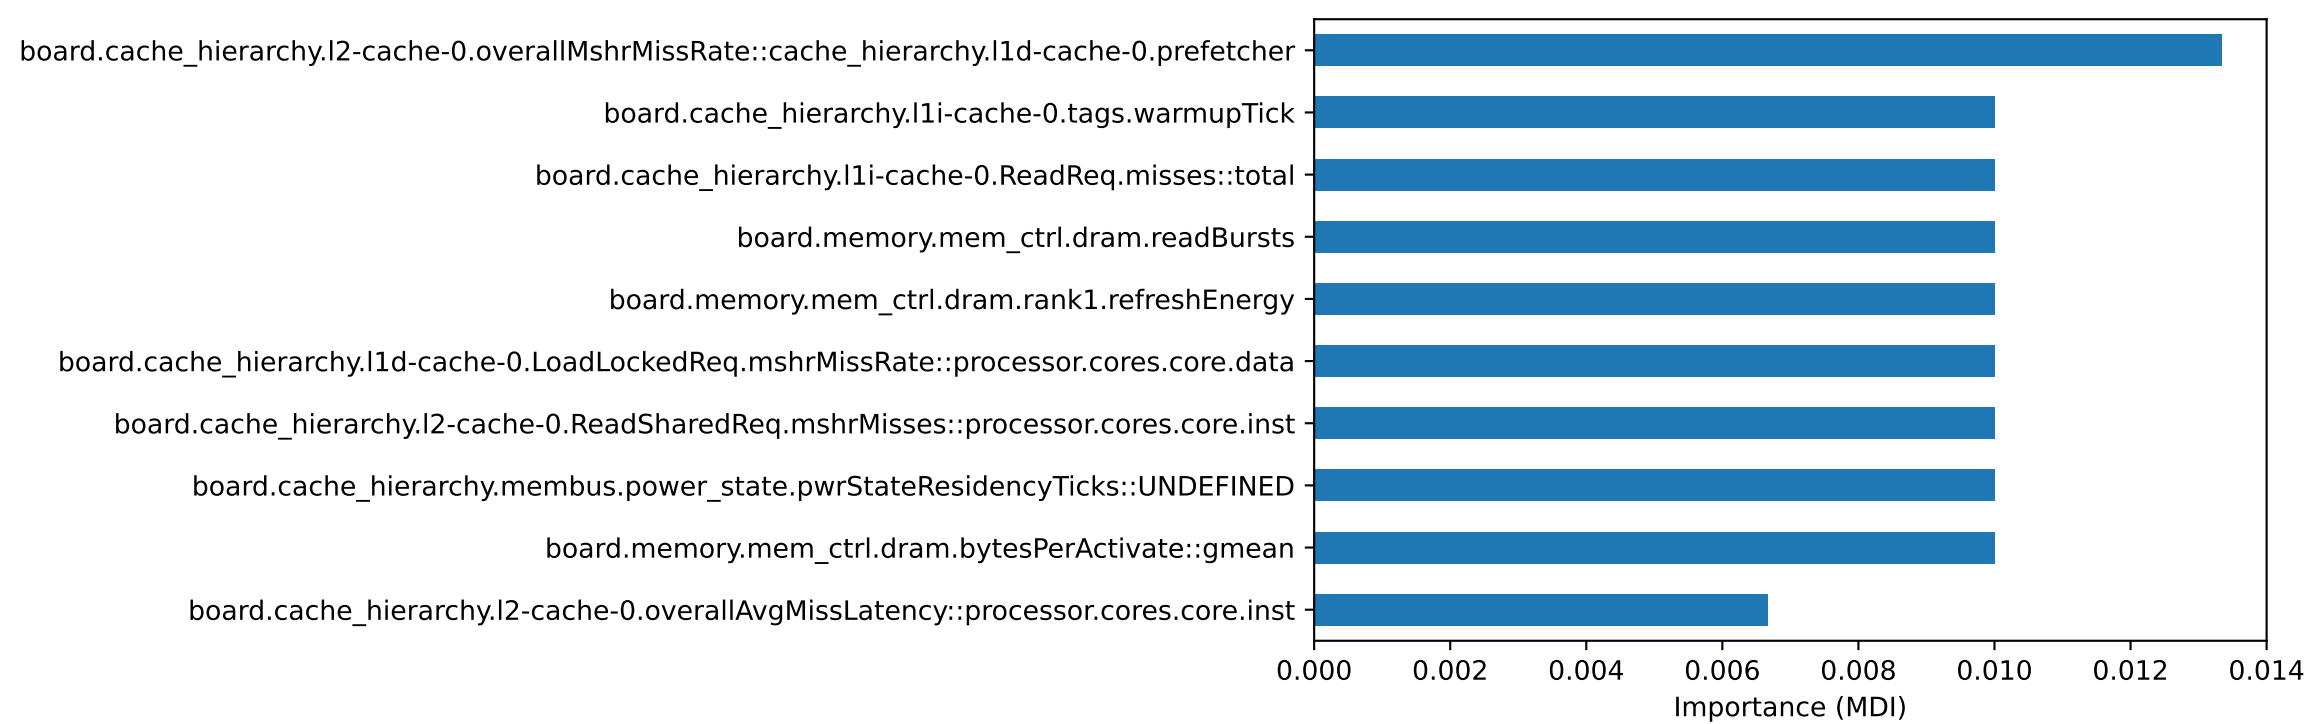 board.cache_hierarchy.l2-cache-0.overallMshrMissRate::cache_hierarchy.l1d-cache-0.prefetcher
board.cache_hierarchy.l1i-cache-0.tags.warmupTick
board.cache_hierarchy.l1i-cache-0.ReadReq.misses::total
board.memory.mem_ctrl.dram.readBursts
board.memory.mem_ctrl.dram.rank1.refreshEnergy
board.cache_hierarchy.l1d-cache-0.LoadLockedReq.mshrMissRate::processor.cores.core.data
board.cache_hierarchy.l2-cache-0.ReadSharedReq.mshrMisses::processor.cores.core.inst
board.cache_hierarchy.membus.power_state.pwrStateResidencyTicks::UNDEFINED
board.memory.mem_ctrl.dram.bytesPerActivate::gmean
board.cache_hierarchy.l2-cache-0.overallAvgMissLatency::processor.cores.core.inst
0.000 0.002 0.004 0.006 0.008 0.010 0.012 0.014
Importance (MDI)